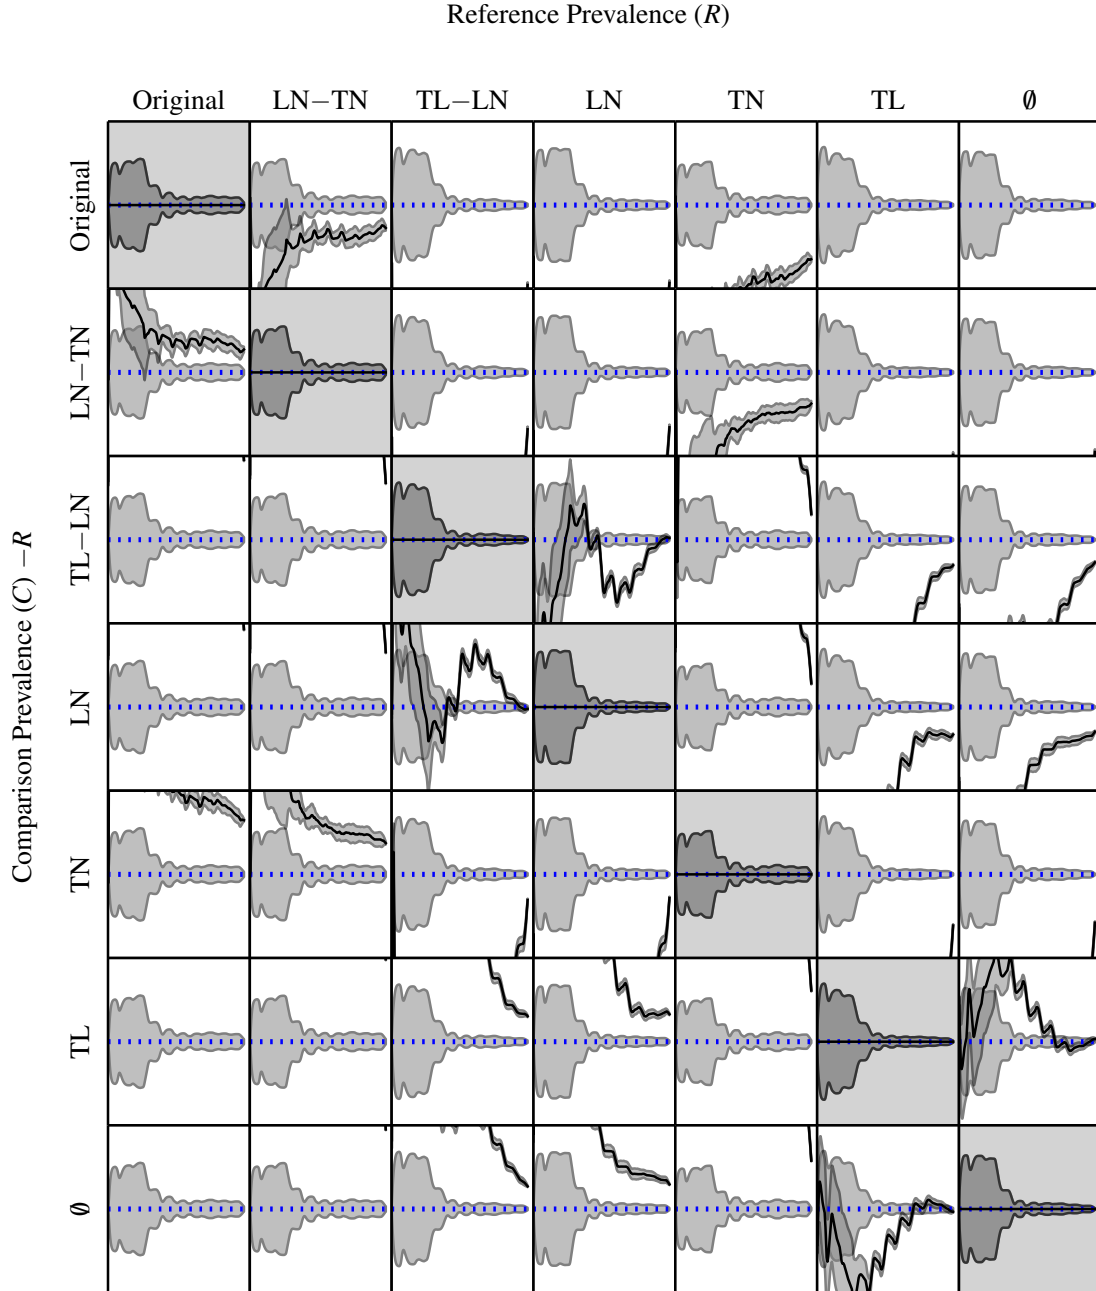 Reference Prevalence (R)
Original LN−TN TL−LN LN TN TL ∅
Comparison Prevalence (C) −R
Original
LN−TN
TL−LN
LN
TN
TL
∅